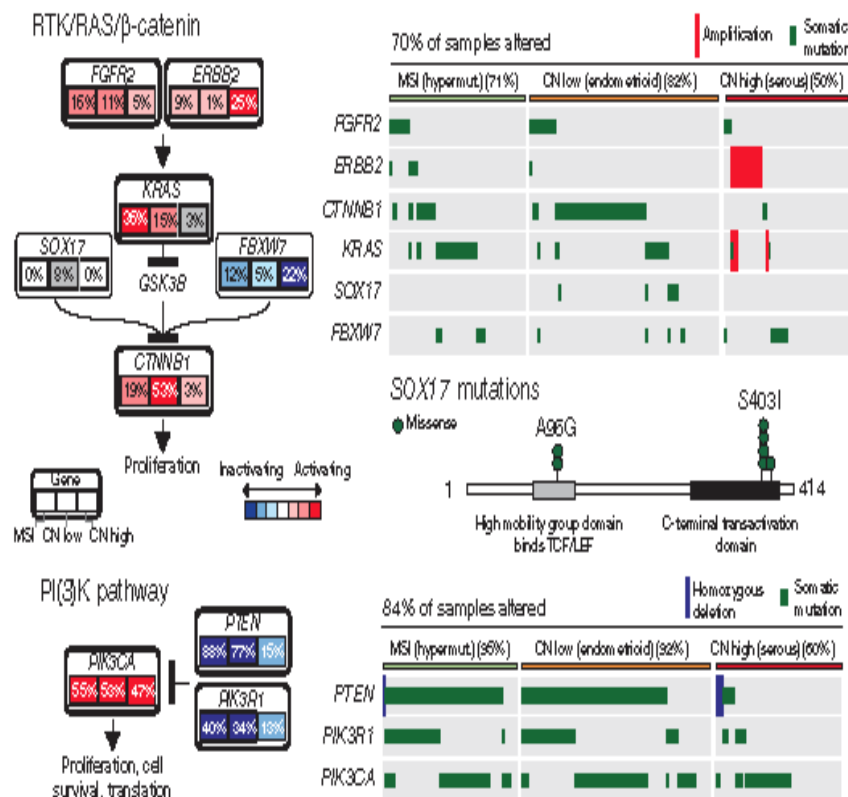 RTK/RAS/β-catenin
FGFR2 ERBB2
16% 11% 5% 9% 1% 25%
KRAS
36% 15% 3%
SOX17 FBXW7
0% 8% 0% GSK3B 12% 5% 22%
CTNNB1
19% 53% 3%
Proliferation
Inactivating Activating
Gene
MSI CN low CN high
70% of samples altered
Amplification
Somatic mutation
MSI (hypermut.) (71%) CN low (endometrioid) (82%) CN high (serous) (50%)
FGFR2
ERBB2
CTNNB1
KRAS
SOX17
FBXW7
SOX17 mutations
Missense
A96G
S403I
1 414
High mobility group domain
binds TCF/LEF
C-terminal transactivation
domain
PI(3)K pathway
PTEN
88% 77% 15%
PIK3CA
55% 53% 47%
PIK3R1
40% 34% 13%
Proliferation, cell
survival, translation
84% of samples altered
Homozygous
deletion
Somatic
mutation
MSI (hypermut.) (95%) CN low (endometrioid) (92%) CN high (serous) (60%)
PTEN
PIK3R1
PIK3CA